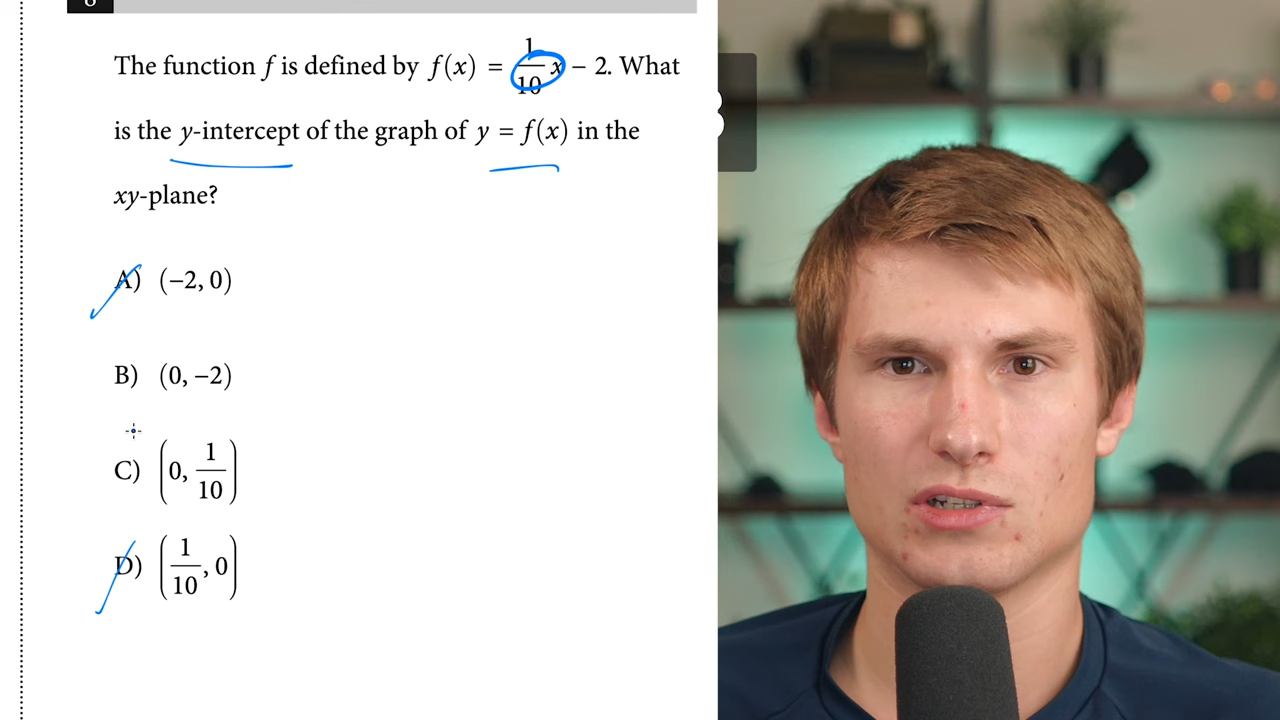 8
The function f is defined by f(x) = 1/10 x − 2. What
is the y-intercept of the graph of y = f(x) in the
xy-plane?
A) (−2, 0)
B) (0, −2)
C) (0, 1/10)
D) (1/10, 0)